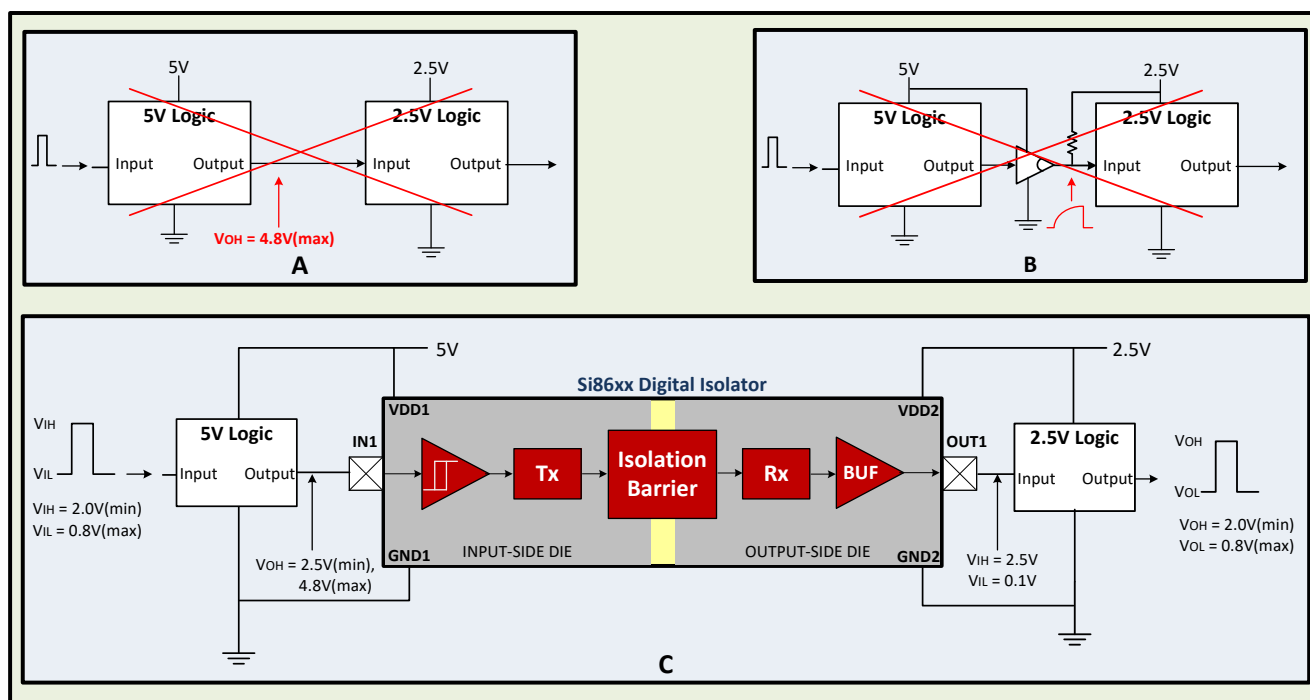 5V
2.5V
5V Logic
2.5V Logic
Input
Output
Input
Output
VOH = 4.8V(max)
A
5V
2.5V
5V Logic
2.5V Logic
Input
Output
Input
Output
B
5V
2.5V
Si86xx Digital Isolator
VDD1
VDD2
VIH
VIL
5V Logic
Input
Output
IN1
Tx
Isolation
Barrier
Rx
BUF
OUT1
2.5V Logic
Input
Output
VOH
VOL
VIH = 2.0V(min)
VIL = 0.8V(max)
VOH = 2.5V(min),
4.8V(max)
GND1
INPUT-SIDE DIE
OUTPUT-SIDE DIE
GND2
VIH = 2.5V
VIL = 0.1V
VOH = 2.0V(min)
VOL = 0.8V(max)
C